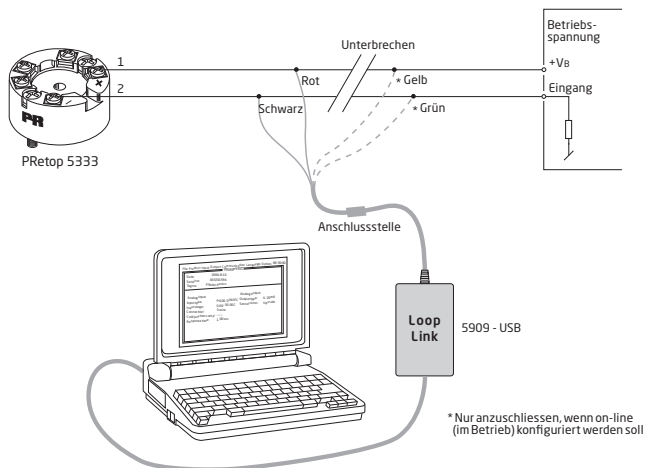 Betriebs-
spannung
Unterbrechen
1
+VB
Rot
* Gelb
2
Eingang
Schwarz
* Grün
PR
PRetop 5333
Anschlussstelle
Loop
Link
5909 - USB
* Nur anzuschliessen, wenn on-line
(im Betrieb) konfiguriert werden soll